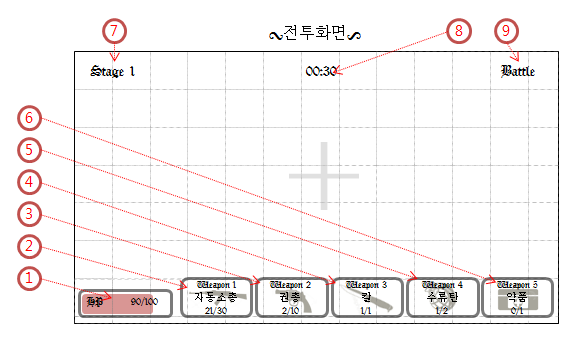 ~전투화면~
7
8
9
Stage 1
00:30
Battle
6
5
4
3
2
1
HP 90/100
Weapon 1
자동소총
21/30
Weapon 2
권총
2/10
Weapon 3
칼
1/1
Weapon 4
수류탄
1/2
Weapon 5
약품
0/1